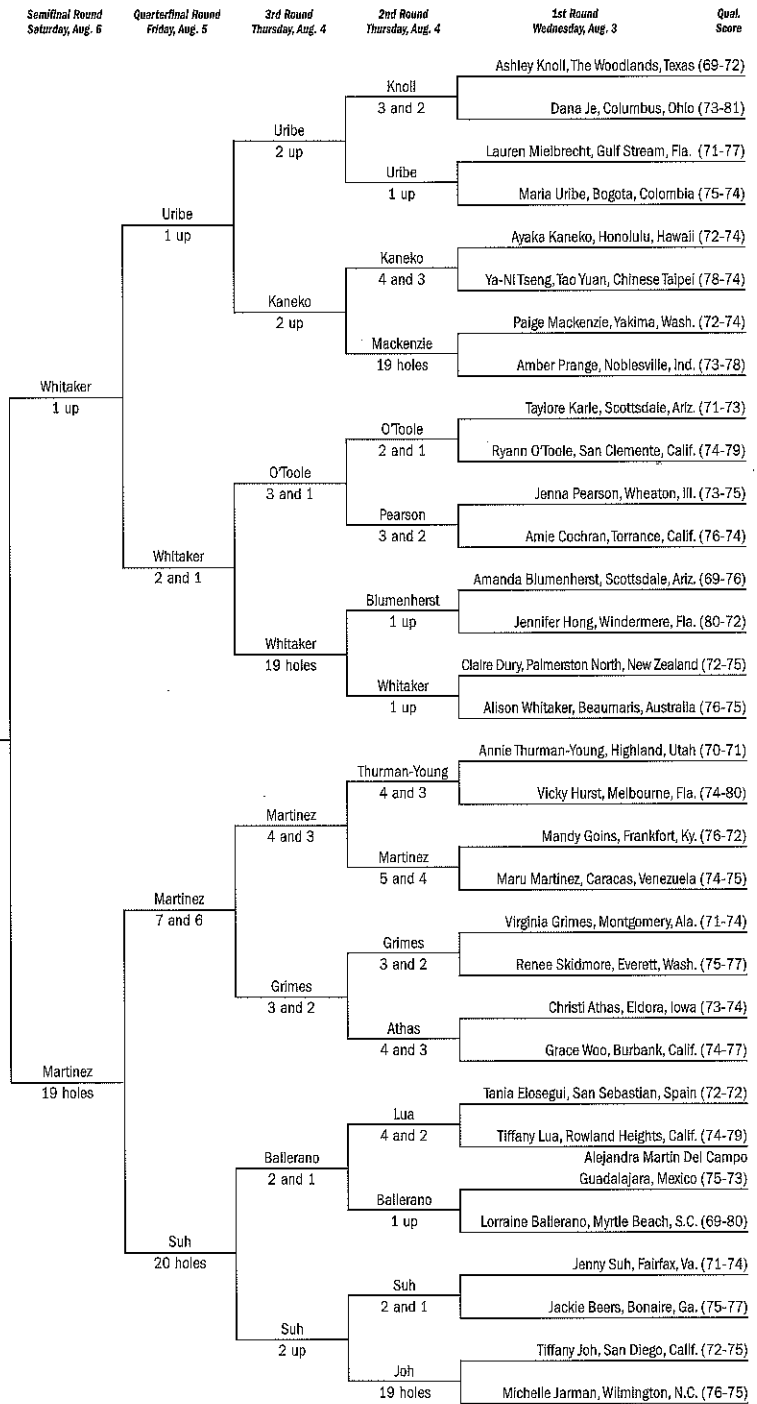 Semifinal Round
Saturday, Aug. 6
Quarterfinal Round
Friday, Aug. 5
3rd Round
Thursday, Aug. 4
2nd Round
Thursday, Aug. 4
1st Round
Wednesday, Aug. 3
Qual.
Score
Ashley Knoll, The Woodlands, Texas (69-72)
Knoll
3 and 2
Dana Je, Columbus, Ohio (73-81)
Uribe
2 up
Lauren Mielbrecht, Gulf Stream, Fla. (71-77)
Uribe
1 up
Maria Uribe, Bogota, Colombia (75-74)
Uribe
1 up
Ayaka Kaneko, Honolulu, Hawaii (72-74)
Kaneko
4 and 3
Ya-Ni Tseng, Tao Yuan, Chinese Taipei (78-74)
Kaneko
2 up
Paige Mackenzie, Yakima, Wash. (72-74)
Mackenzie
19 holes
Amber Prange, Noblesville, Ind. (73-78)
Whitaker
1 up
Taylore Karle, Scottsdale, Ariz. (71-73)
O'Toole
2 and 1
Ryann O'Toole, San Clemente, Calif. (74-79)
O'Toole
3 and 1
Jenna Pearson, Wheaton, Ill. (73-75)
Pearson
3 and 2
Amie Cochran, Torrance, Calif. (76-74)
Whitaker
2 and 1
Amanda Blumenherst, Scottsdale, Ariz. (69-76)
Blumenherst
1 up
Jennifer Hong, Windermere, Fla. (80-72)
Whitaker
19 holes
Claire Dury, Palmerston North, New Zealand (72-75)
Whitaker
1 up
Alison Whitaker, Beaumaris, Australia (76-75)
Annie Thurman-Young, Highland, Utah (70-71)
Thurman-Young
4 and 3
Vicky Hurst, Melbourne, Fla. (74-80)
Martinez
4 and 3
Mandy Goins, Frankfort, Ky. (76-72)
Martinez
5 and 4
Maru Martinez, Caracas, Venezuela (74-75)
Martinez
7 and 6
Virginia Grimes, Montgomery, Ala. (71-74)
Grimes
3 and 2
Renee Skidmore, Everett, Wash. (75-77)
Grimes
3 and 2
Christi Athas, Eldora, Iowa (73-74)
Athas
4 and 3
Grace Woo, Burbank, Calif. (74-77)
Martinez
19 holes
Tania Elosegui, San Sebastian, Spain (72-72)
Lua
4 and 2
Tiffany Lua, Rowland Heights, Calif. (74-79)
Ballerano
2 and 1
Alejandra Martin Del Campo
Guadalajara, Mexico (75-73)
Ballerano
1 up
Lorraine Ballerano, Myrtle Beach, S.C. (69-80)
Suh
20 holes
Jenny Suh, Fairfax, Va. (71-74)
Suh
2 and 1
Jackie Beers, Bonaire, Ga. (75-77)
Suh
2 up
Tiffany Joh, San Diego, Calif. (72-75)
Joh
19 holes
Michelle Jarman, Wilmington, N.C. (76-75)